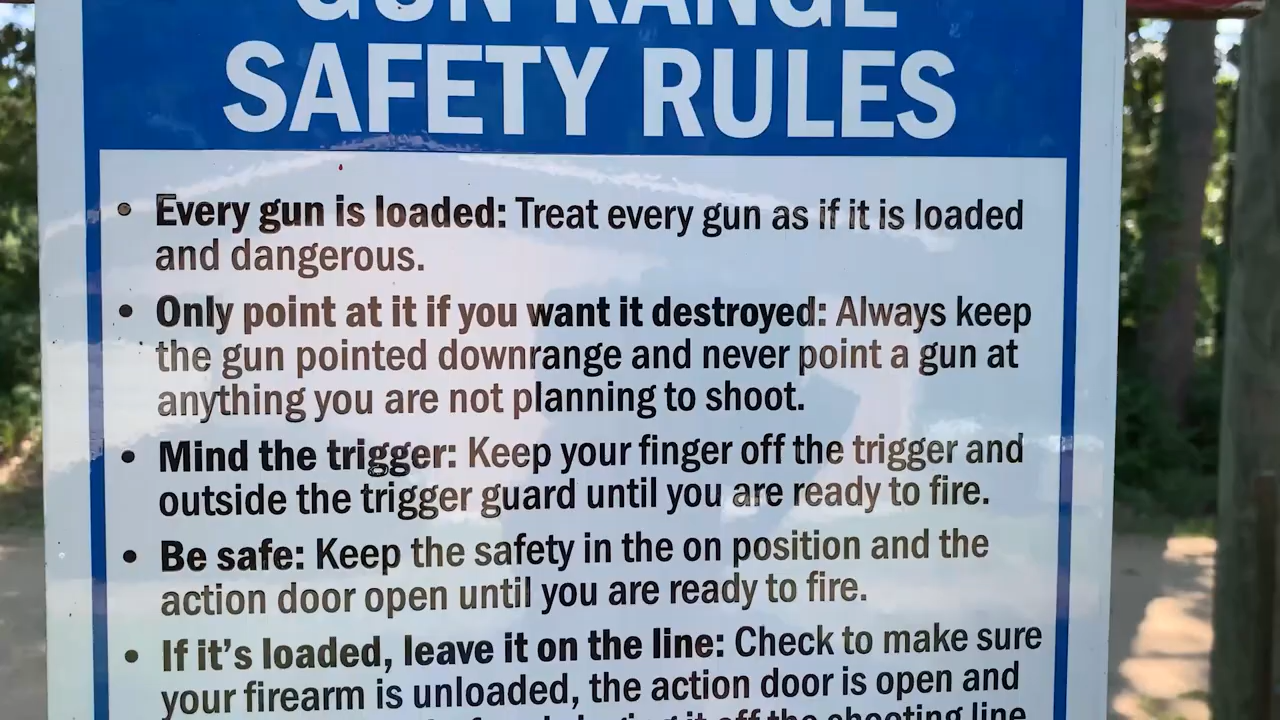 GUN RANGE
SAFETY RULES
• Every gun is loaded: Treat every gun as if it is loaded
and dangerous.
• Only point at it if you want it destroyed: Always keep
the gun pointed downrange and never point a gun at
anything you are not planning to shoot.
• Mind the trigger: Keep your finger off the trigger and
outside the trigger guard until you are ready to fire.
• Be safe: Keep the safety in the on position and the
action door open until you are ready to fire.
• If it's loaded, leave it on the line: Check to make sure
your firearm is unloaded, the action door is open and
it off the shooting line